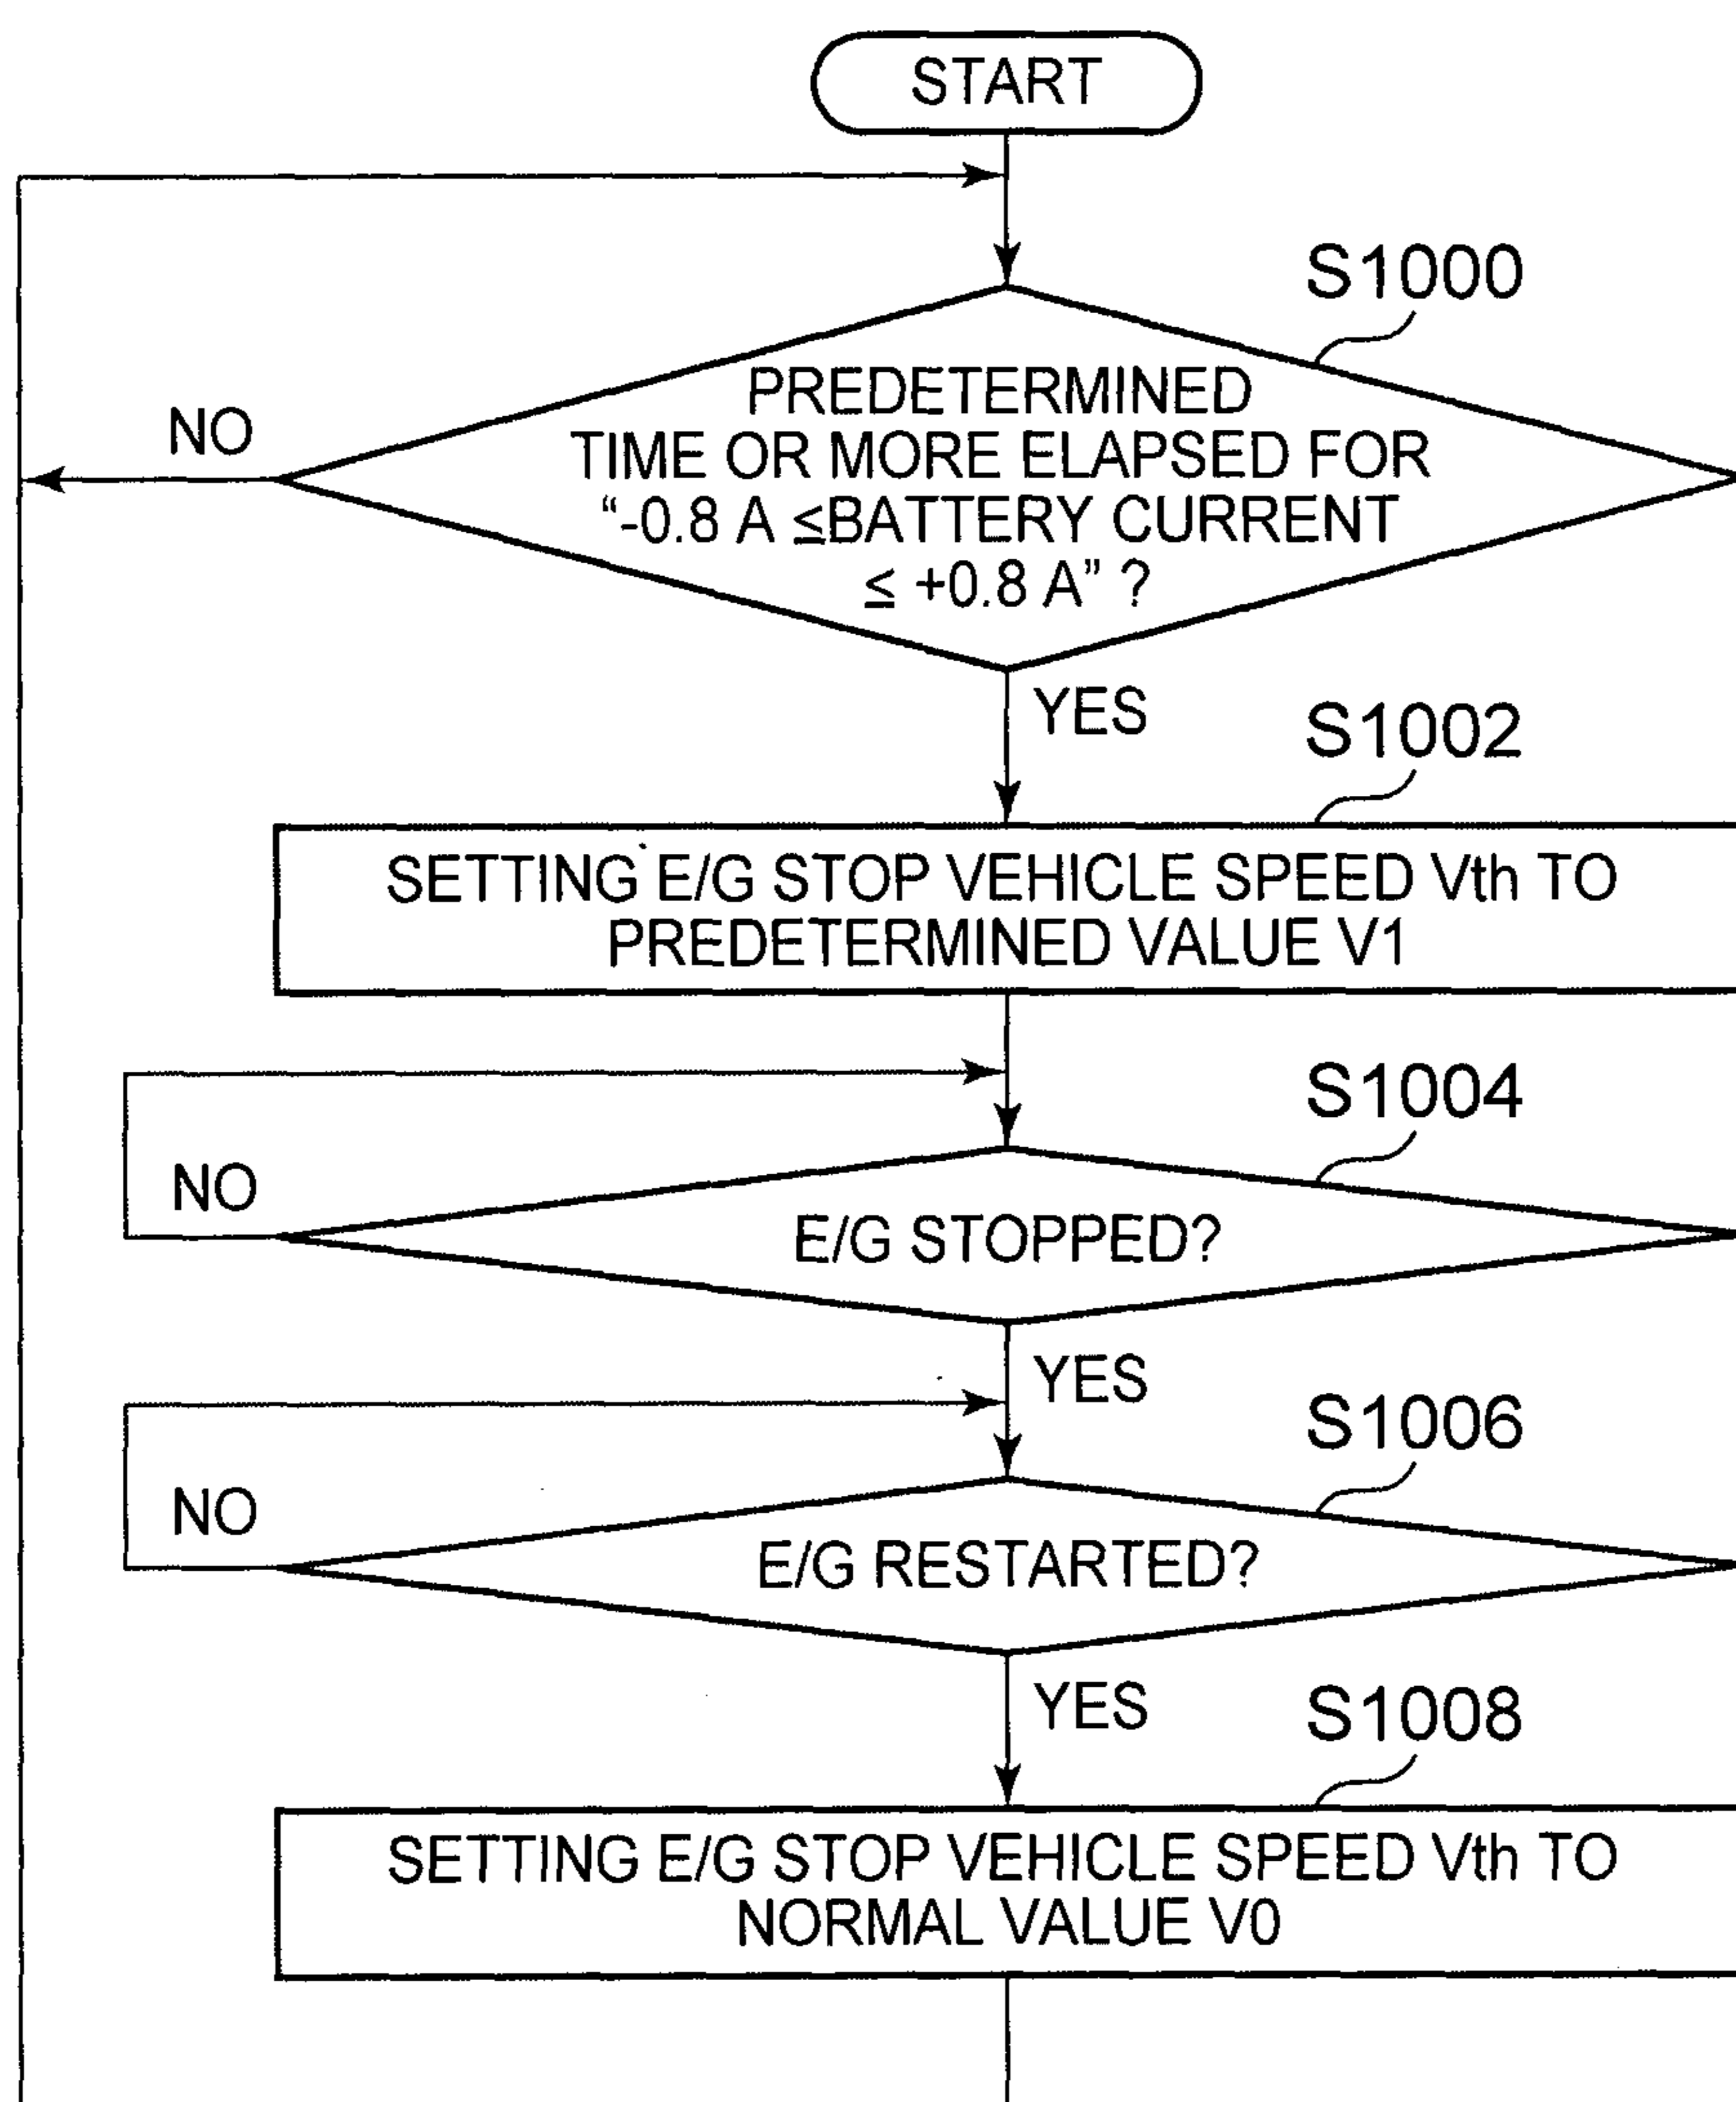 START
S1000
PREDETERMINED
TIME OR MORE ELAPSED FOR
“-0.8 A ≤BATTERY CURRENT
≤ +0.8 A” ?
NO
YES
S1002
SETTING E/G STOP VEHICLE SPEED Vth TO
PREDETERMINED VALUE V1
S1004
NO
E/G STOPPED?
YES
S1006
NO
E/G RESTARTED?
YES
S1008
SETTING E/G STOP VEHICLE SPEED Vth TO
NORMAL VALUE V0